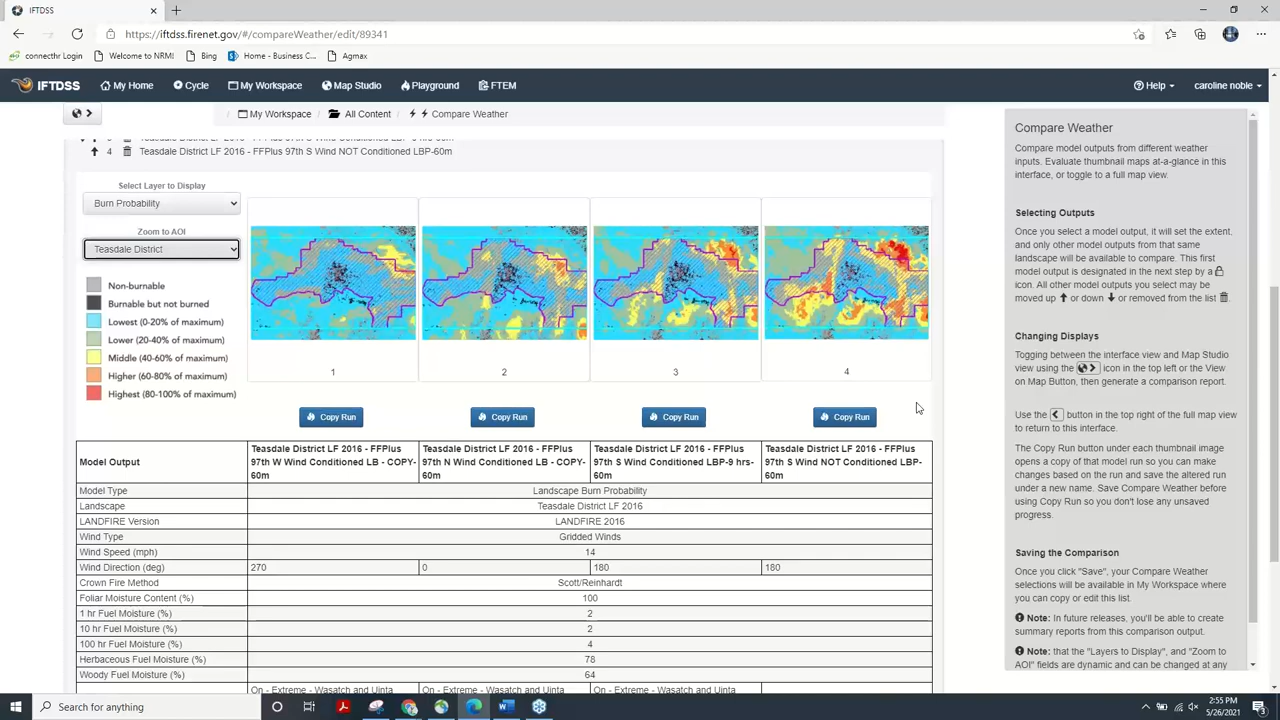 IFTDSS
https://iftdss.firenet.gov/#/compareWeather/edit/89341
connecthr Login Welcome to NRMI Bing Home - Business C... Agmax
IFTDSS My Home Cycle My Workspace Map Studio Playground FTEM Help caroline noble
My Workspace / All Content / Compare Weather
4 Teasdale District LF 2016 - FFPlus 97th S Wind NOT Conditioned LBP-60m
Select Layer to Display
Burn Probability
Zoom to AOI
Teasdale District
Non-burnable
Burnable but not burned
Lowest (0-20% of maximum)
Lower (20-40% of maximum)
Middle (40-60% of maximum)
Higher (60-80% of maximum)
Highest (80-100% of maximum)
1 2 3 4
Copy Run Copy Run Copy Run Copy Run
Model Output
Teasdale District LF 2016 - FFPlus
97th W Wind Conditioned LB - COPY-
60m
Teasdale District LF 2016 - FFPlus
97th N Wind Conditioned LB - COPY-
60m
Teasdale District LF 2016 - FFPlus
97th S Wind Conditioned LBP-9 hrs-
60m
Teasdale District LF 2016 - FFPlus
97th S Wind NOT Conditioned LBP-
60m
Model Type Landscape Burn Probability
Landscape Teasdale District LF 2016
LANDFIRE Version LANDFIRE 2016
Wind Type Gridded Winds
Wind Speed (mph) 14
Wind Direction (deg) 270 0 180 180
Crown Fire Method Scott/Reinhardt
Foliar Moisture Content (%) 100
1 hr Fuel Moisture (%) 2
10 hr Fuel Moisture (%) 2
100 hr Fuel Moisture (%) 4
Herbaceous Fuel Moisture (%) 78
Woody Fuel Moisture (%) 64
On - Extreme - Wasatch and Uinta On - Extreme - Wasatch and Uinta On - Extreme - Wasatch and Uinta
Compare Weather
Compare model outputs from different weather
inputs. Evaluate thumbnail maps at-a-glance in this
interface, or toggle to a full map view.
Selecting Outputs
Once you select a model output, it will set the extent,
and only other model outputs from that same
landscape will be available to compare. This first
model output is designated in the next step by a
icon. All other model outputs you select may be
moved up or down or removed from the list .
Changing Displays
Togging between the interface view and Map Studio
view using the icon in the top left or the View
on Map Button, then generate a comparison report.
Use the button in the top right of the full map view
to return to this interface.
The Copy Run button under each thumbnail image
opens a copy of that model run so you can make
changes based on the run and save the altered run
under a new name. Save Compare Weather before
using Copy Run so you don't lose any unsaved
progress.
Saving the Comparison
Once you click "Save", your Compare Weather
selections will be available in My Workspace where
you can copy or edit this list.
Note: In future releases, you'll be able to create
summary reports from this comparison output.
Note: that the "Layers to Display", and "Zoom to
AOI" fields are dynamic and can be changed at any
Search for anything
2:55 PM
5/26/2021
3